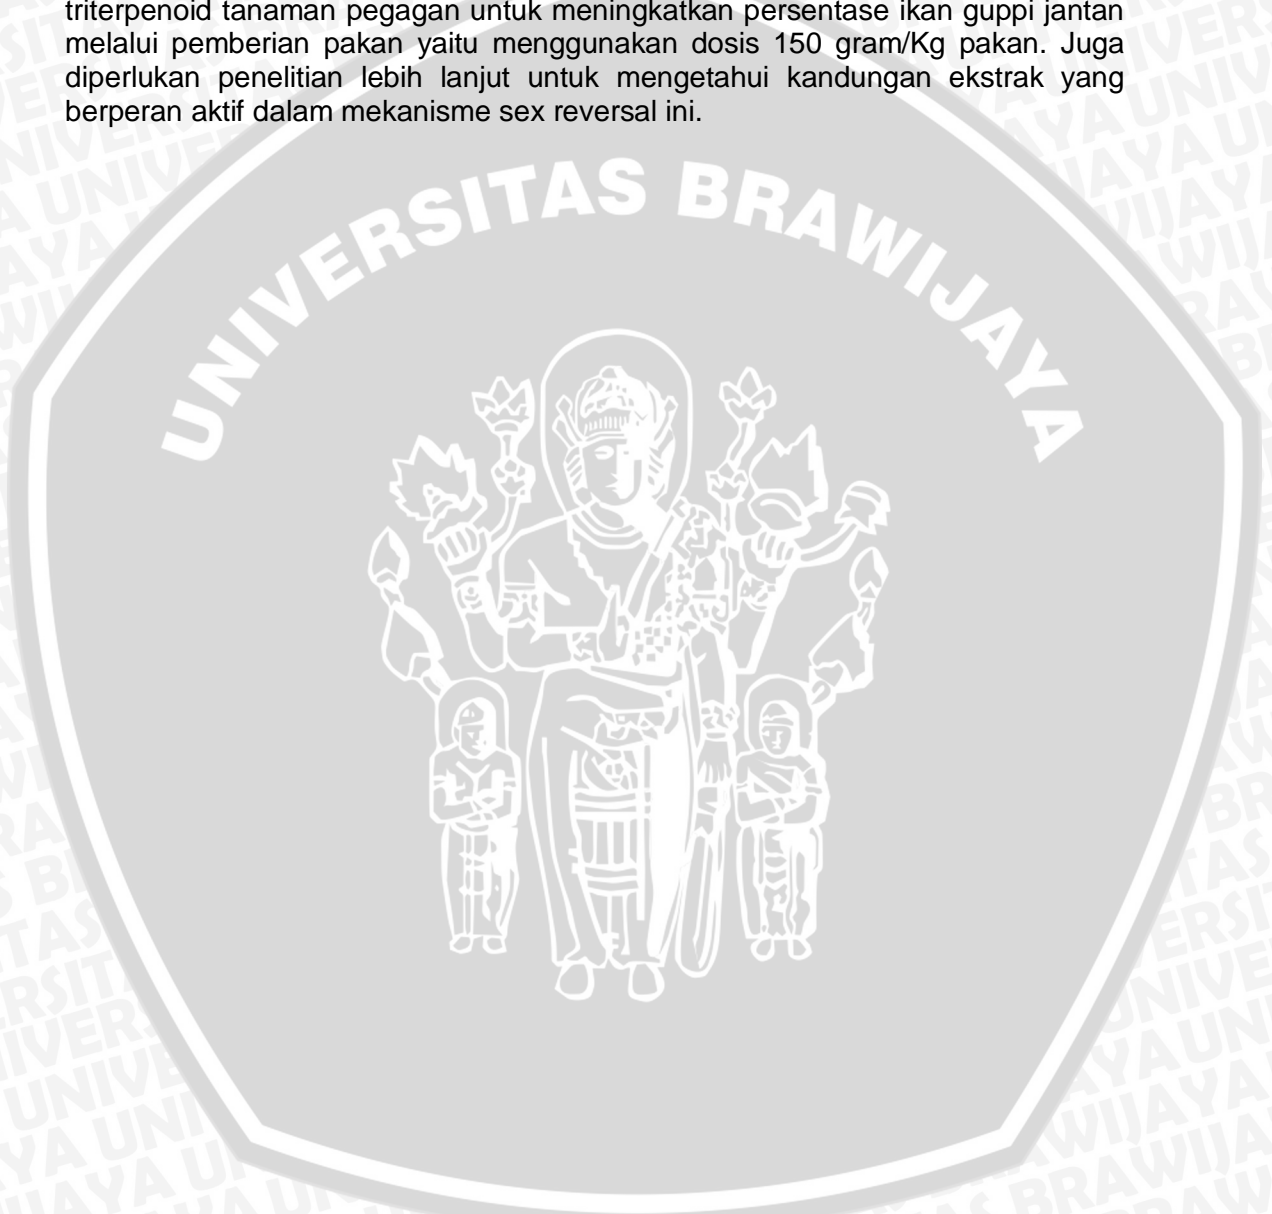 triterpenoid tanaman pegagan untuk meningkatkan persentase ikan guppi jantan
melalui pemberian pakan yaitu menggunakan dosis 150 gram/Kg pakan. Juga
diperlukan penelitian lebih lanjut untuk mengetahui kandungan ekstrak yang
berperan aktif dalam mekanisme sex reversal ini.
UNIVERSITAS BRAWIJAYA